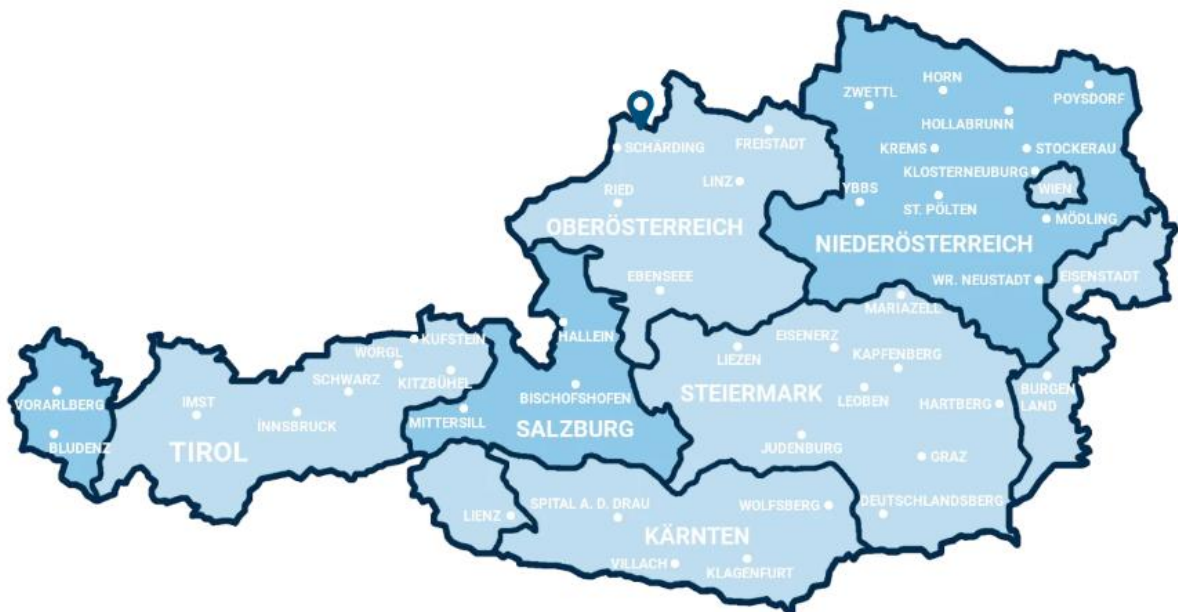 HORN
ZWETTL
POYSDORF
HOLLABRUNN
SCHÄRDING
FREISTADT
KREMS
STOCKERAU
KLOSTERNEUBURG
LINZ
RIED
YBBS
WIEN
ST. PÖLTEN
MÖDLING
OBERÖSTERREICH
NIEDERÖSTERREICH
EBENSEEE
WR. NEUSTADT
EISENSTADT
MARIAZELL
HALLEIN
EISENERZ
KUFSTEIN
WÖRGL
LIEZEN
KAPFENBERG
SCHWARZ
KITZBÜHEL
STEIERMARK
BURGEN
LAND
VORARLBERG
IMST
BISCHOFSHOFEN
LEOBEN
HARTBERG
INNSBRUCK
MITTERSILL
SALZBURG
BLUDENZ
TIROL
JUDENBURG
GRAZ
LIENZ
SPITAL A. D. DRAU
WOLFSBERG
DEUTSCHLANDSBERG
KÄRNTEN
VILLACH
KLAGENFURT